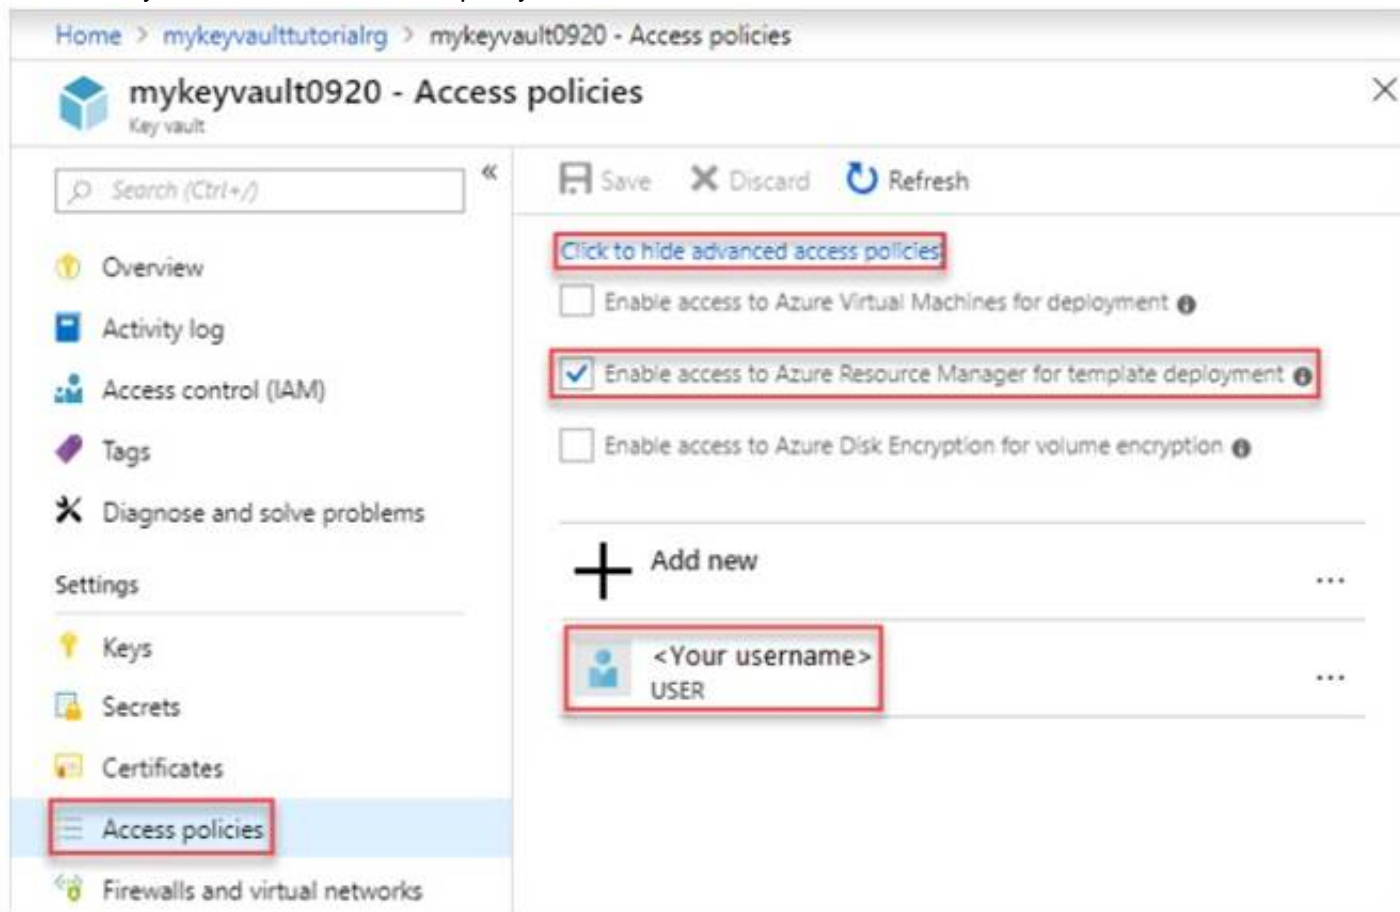 Home > mykeyvaulttutorialrg > mykeyvault0920 - Access policies
mykeyvault0920 - Access policies
Key vault
Search (Ctrl+/)
«
Overview
Activity log
Access control (IAM)
Tags
Diagnose and solve problems
Settings
Keys
Secrets
Certificates
Access policies
Firewalls and virtual networks
Save Discard Refresh
Click to hide advanced access policies
Enable access to Azure Virtual Machines for deployment
Enable access to Azure Resource Manager for template deployment
Enable access to Azure Disk Encryption for volume encryption
Add new
...
<Your username>
USER
...